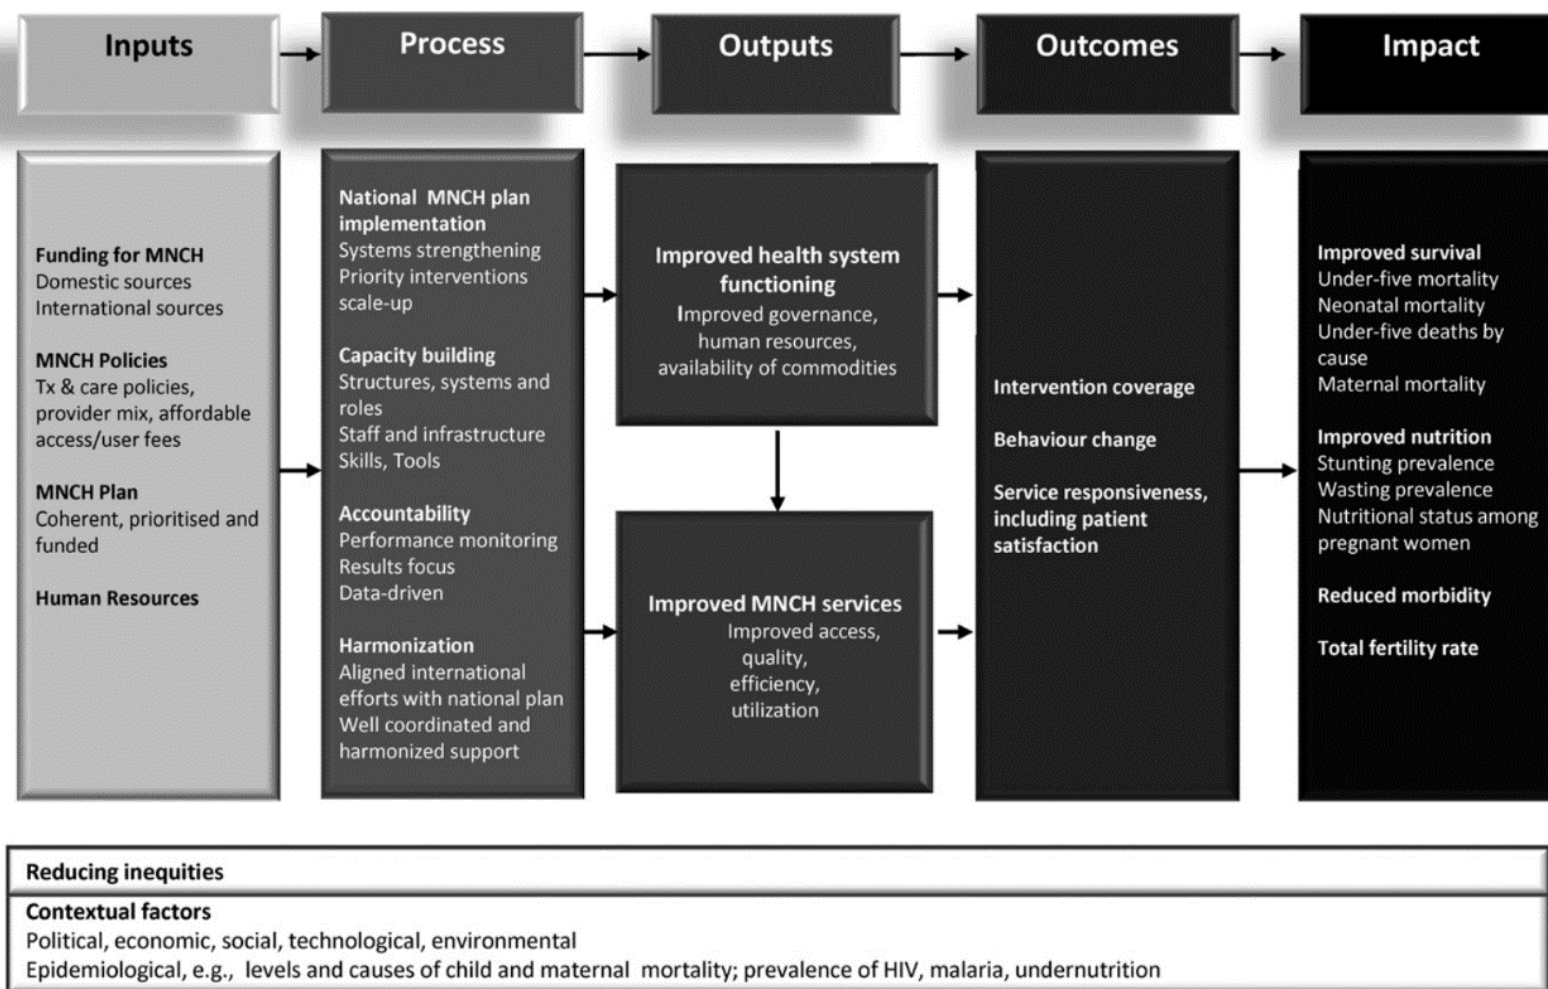 Inputs
Process
Outputs
Outcomes
Impact
Funding for MNCH
Domestic sources
International sources
MNCH Policies
Tx & care policies,
provider mix, affordable
access/user fees
MNCH Plan
Coherent, prioritised and
funded
Human Resources
National MNCH plan
implementation
Systems strengthening
Priority interventions
scale-up
Capacity building
Structures, systems and
roles
Staff and infrastructure
Skills, Tools
Accountability
Performance monitoring
Results focus
Data-driven
Harmonization
Aligned international
efforts with national plan
Well coordinated and
harmonized support
Improved health system
functioning
Improved governance,
human resources,
availability of commodities
Improved MNCH services
Improved access,
quality,
efficiency,
utilization
Intervention coverage
Behaviour change
Service responsiveness,
including patient
satisfaction
Improved survival
Under-five mortality
Neonatal mortality
Under-five deaths by
cause
Maternal mortality
Improved nutrition
Stunting prevalence
Wasting prevalence
Nutritional status among
pregnant women
Reduced morbidity
Total fertility rate
Reducing inequities
Contextual factors
Political, economic, social, technological, environmental
Epidemiological, e.g., levels and causes of child and maternal mortality; prevalence of HIV, malaria, undernutrition